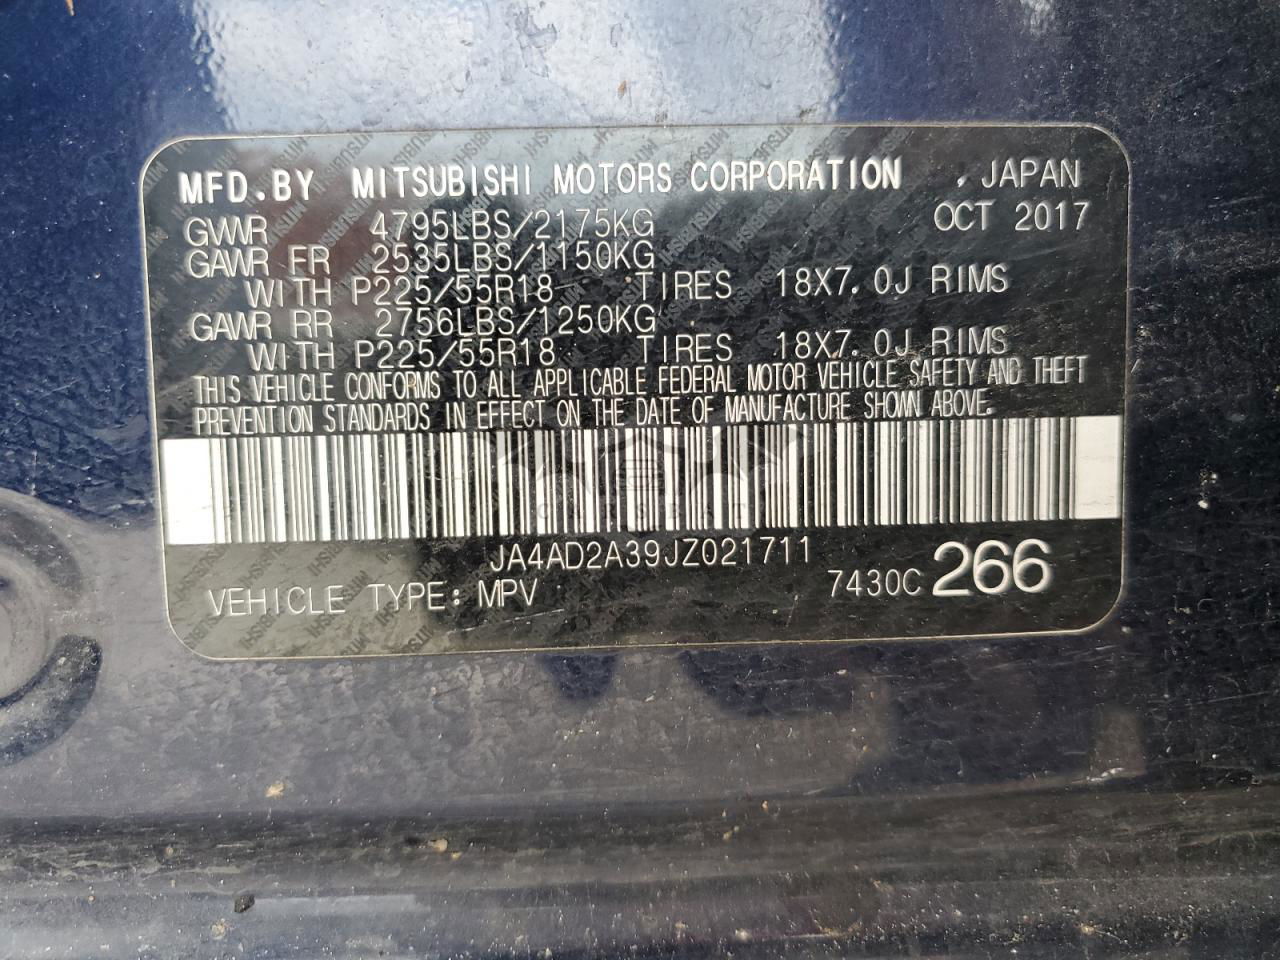 MFD.BY MITSUBISHI MOTORS CORPORATION , JAPAN
GVWR 4795LBS/2175KG OCT 2017
GAWR FR 2535LBS/1150KG
WITH P225/55R18 TIRES 18X7.0J RIMS
GAWR RR 2756LBS/1250KG
WITH P225/55R18 TIRES 18X7.0J RIMS
THIS VEHICLE CONFORMS TO ALL APPLICABLE FEDERAL MOTOR VEHICLE SAFETY AND THEFT
PREVENTION STANDARDS IN EFFECT ON THE DATE OF MANUFACTURE SHOWN ABOVE.
JA4AD2A39JZ021711
VEHICLE TYPE: MPV 7430C 266